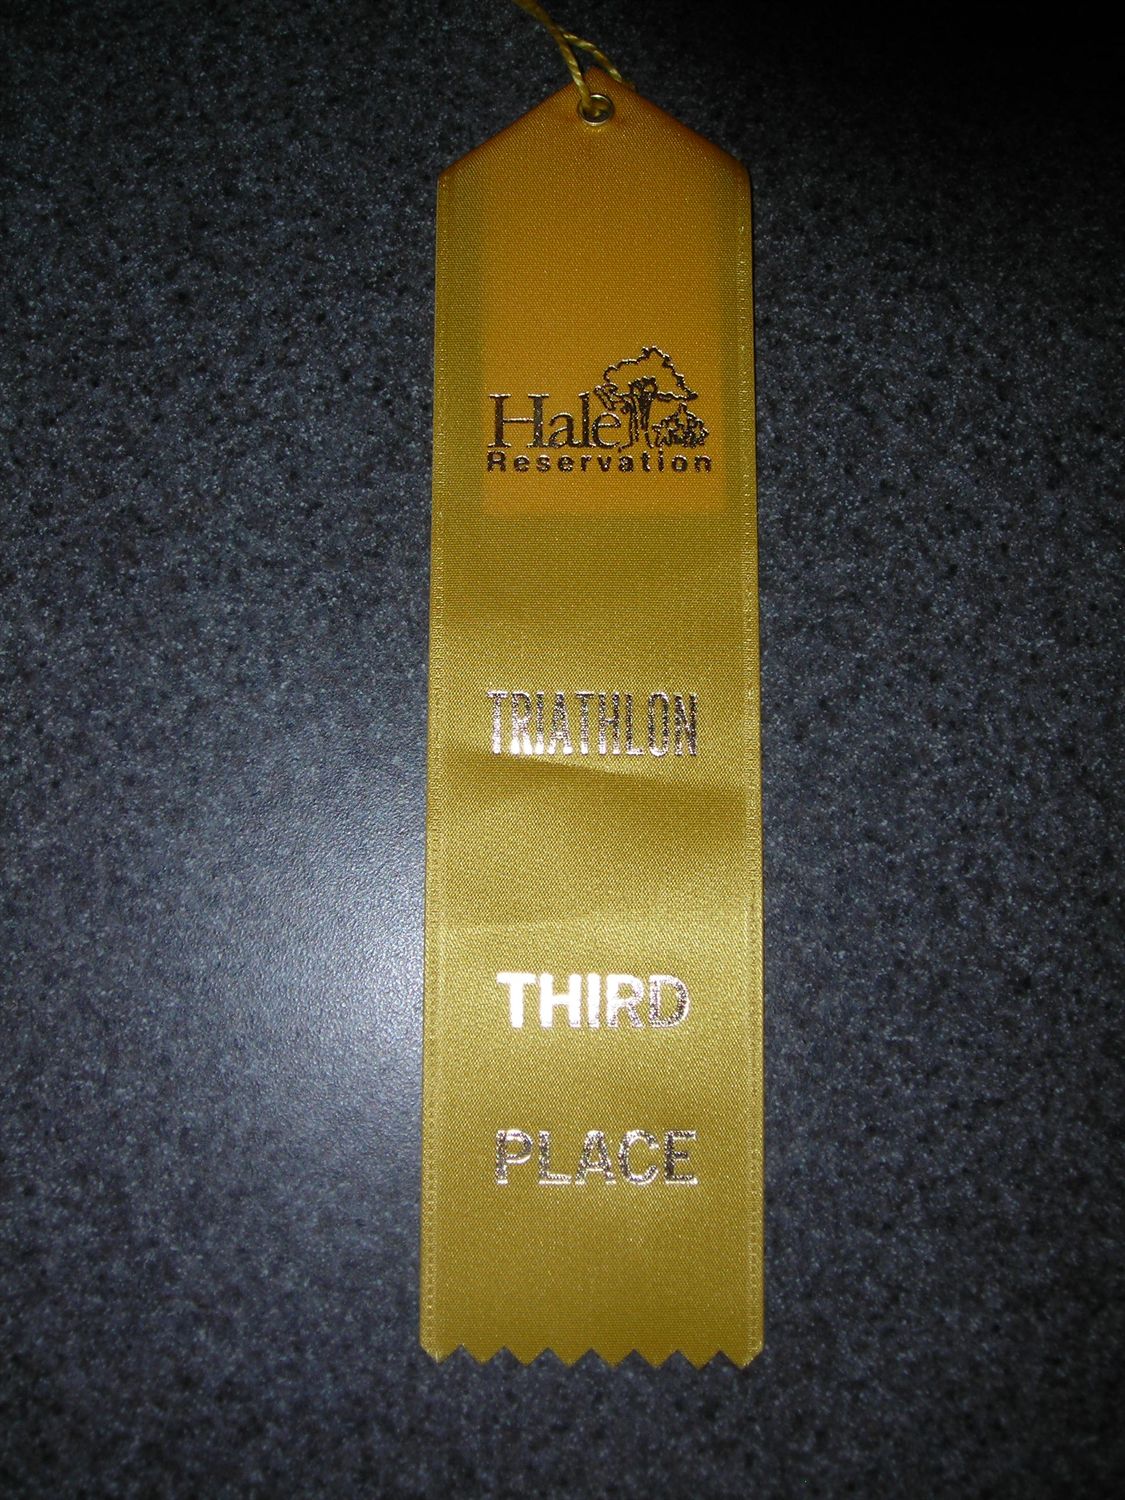 Hale
Reservation
TRIATHLON
THIRD
PLACE